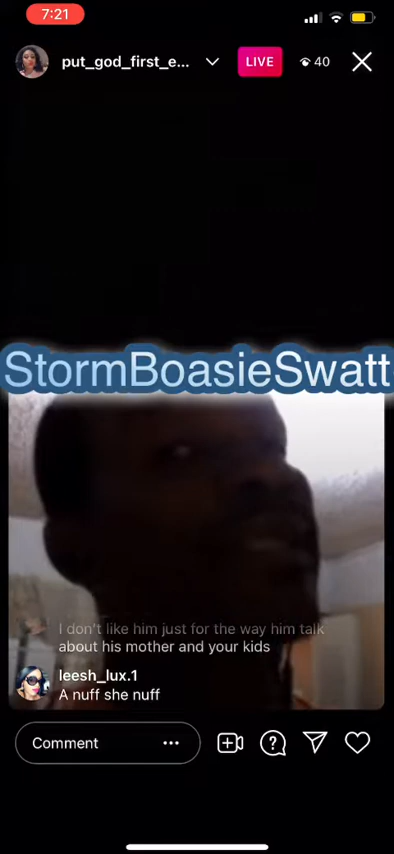 7:21
put_god_first_e...
LIVE
40
StormBoasieSwatt
I don't like him just for the way him talk
about his mother and your kids
leesh_lux.1
A nuff she nuff
Comment